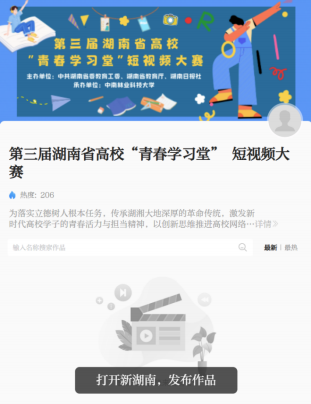 第三届湖南省高校
“青春学习堂”短视频大赛
主办单位：中共湖南省委教育工委、湖南省教育厅、湖南日报社
承办单位：中南林业科技大学
第三届湖南省高校“青春学习堂” 短视频大
赛
热度: 206
为落实立德树人根本任务，传承湖湘大地深厚的革命传统，激发新
时代高校学子的青春活力与担当精神，以创新思维推进高校网络…详情》
输入名称搜索作品
最新 | 最热
打开新湖南，发布作品